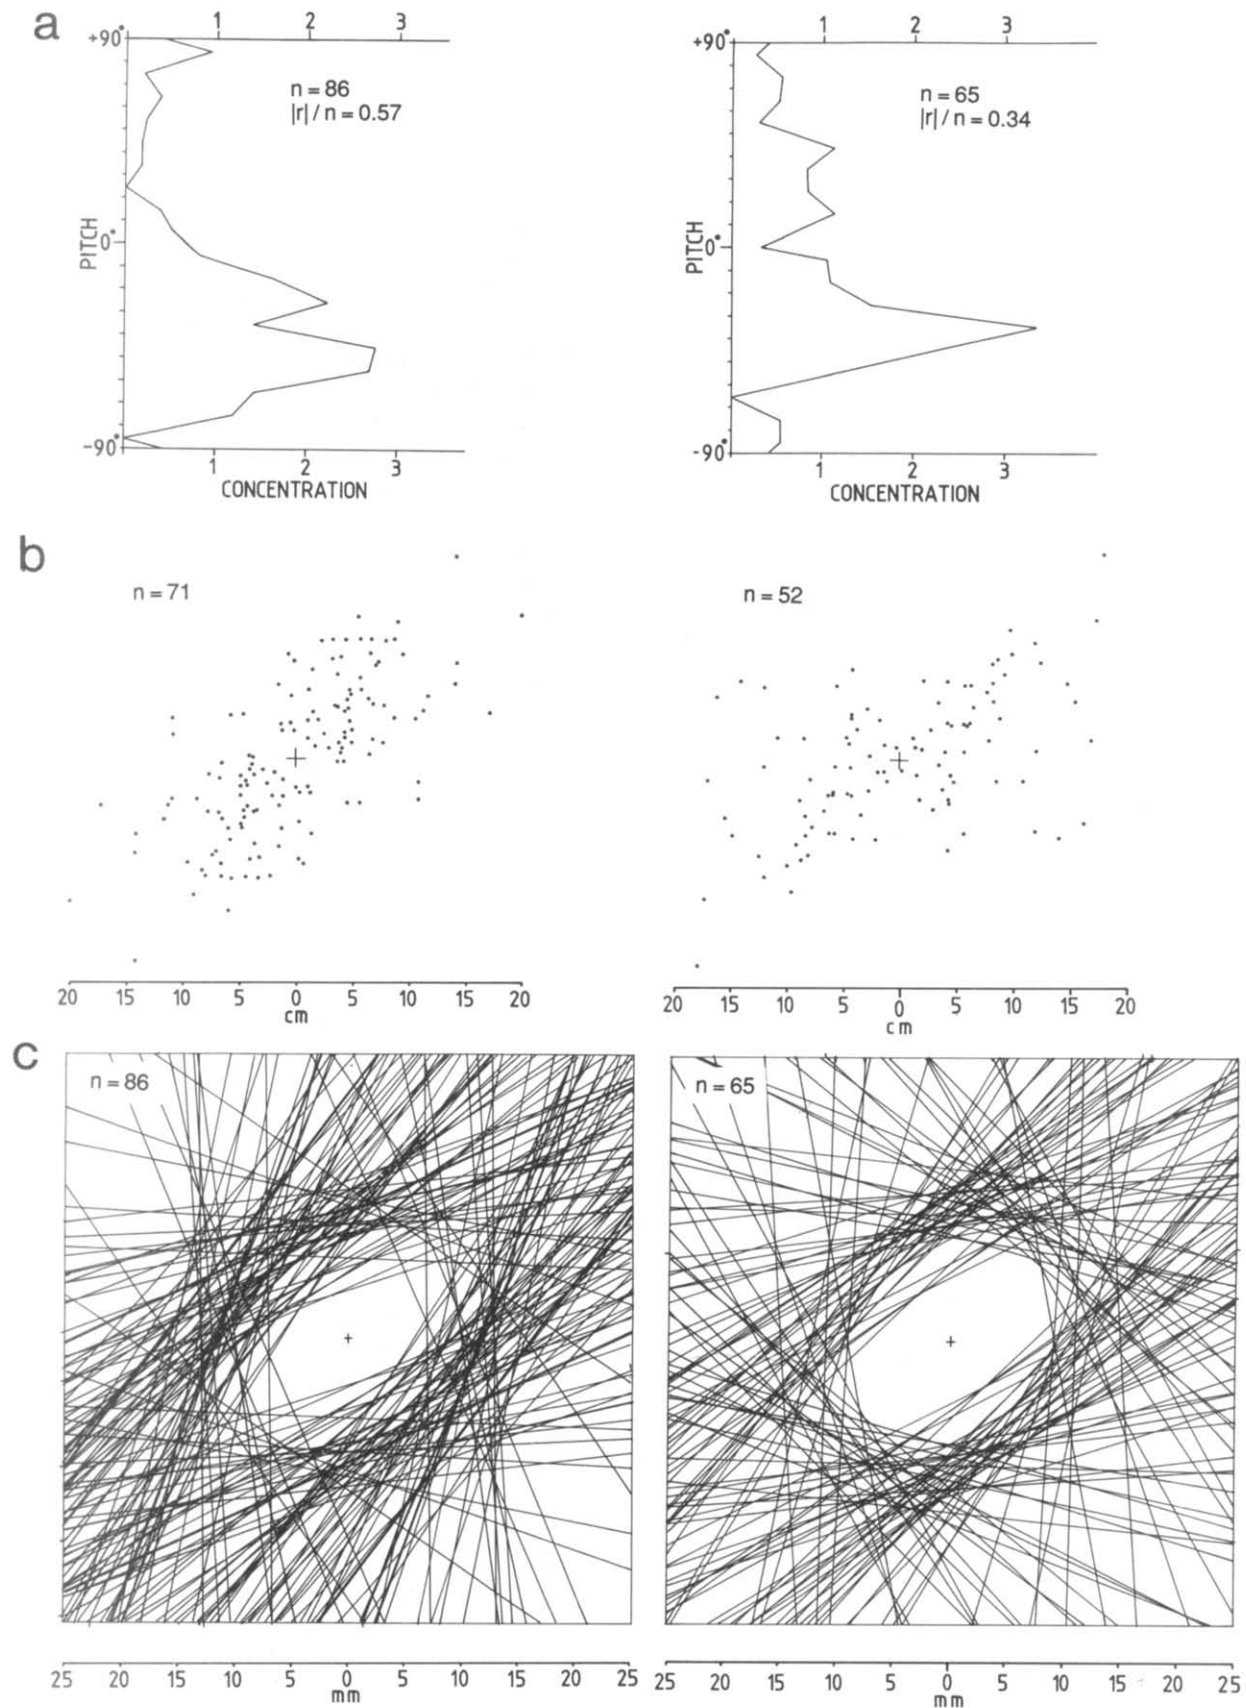 a
1 2 3
+90°
n = 86
|r| / n = 0.57
PITCH
0°
-90°
1 2 3
CONCENTRATION
1 2 3
+90°
n = 65
|r| / n = 0.34
PITCH
0°
-90°
1 2 3
CONCENTRATION
b
n = 71
20 15 10 5 0 5 10 15 20
cm
n = 52
20 15 10 5 0 5 10 15 20
cm
c
n = 86
25 20 15 10 5 0 5 10 15 20 25
mm
n = 65
25 20 15 10 5 0 5 10 15 20 25
mm